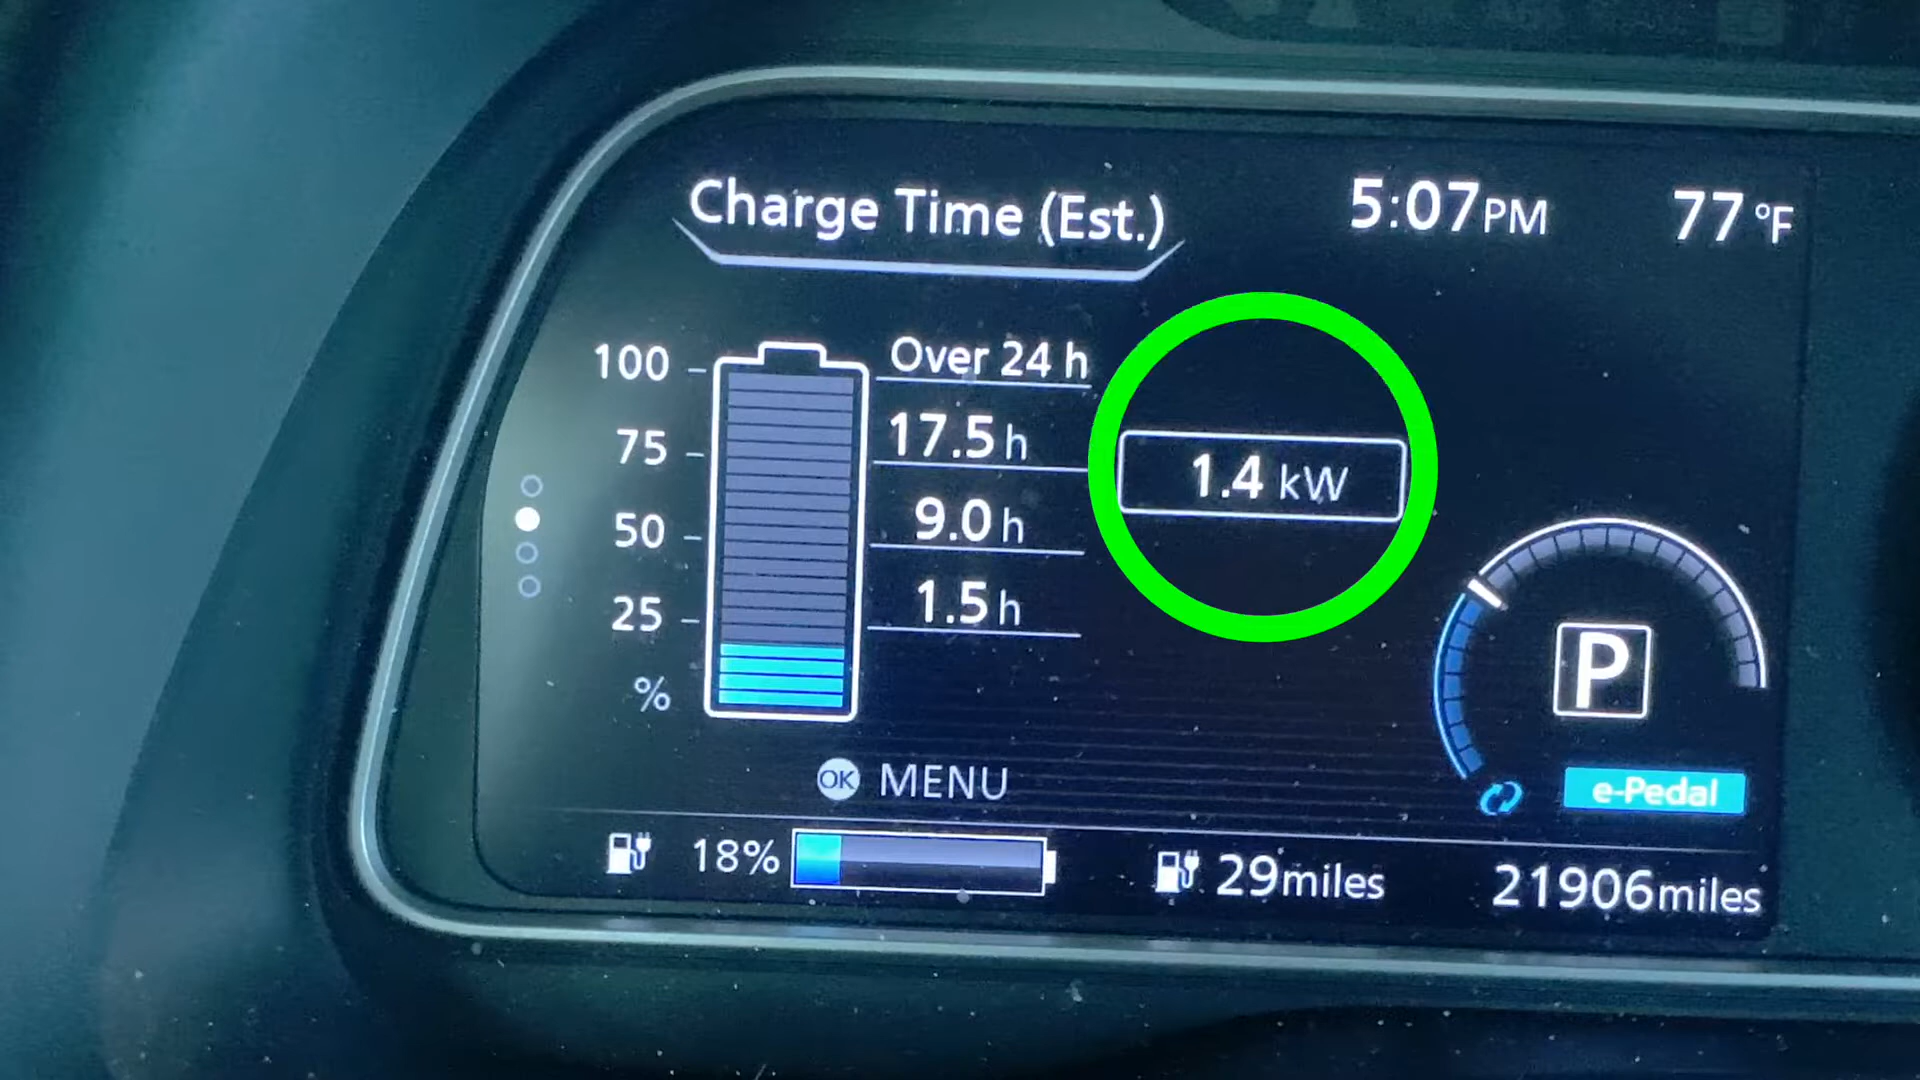 Charge Time (Est.)
5:07PM
77 °F
100
Over 24 h
75
17.5h
1.4 kW
50
9.0h
25
1.5h
%
P
OK MENU
e-Pedal
18%
29miles
21906miles